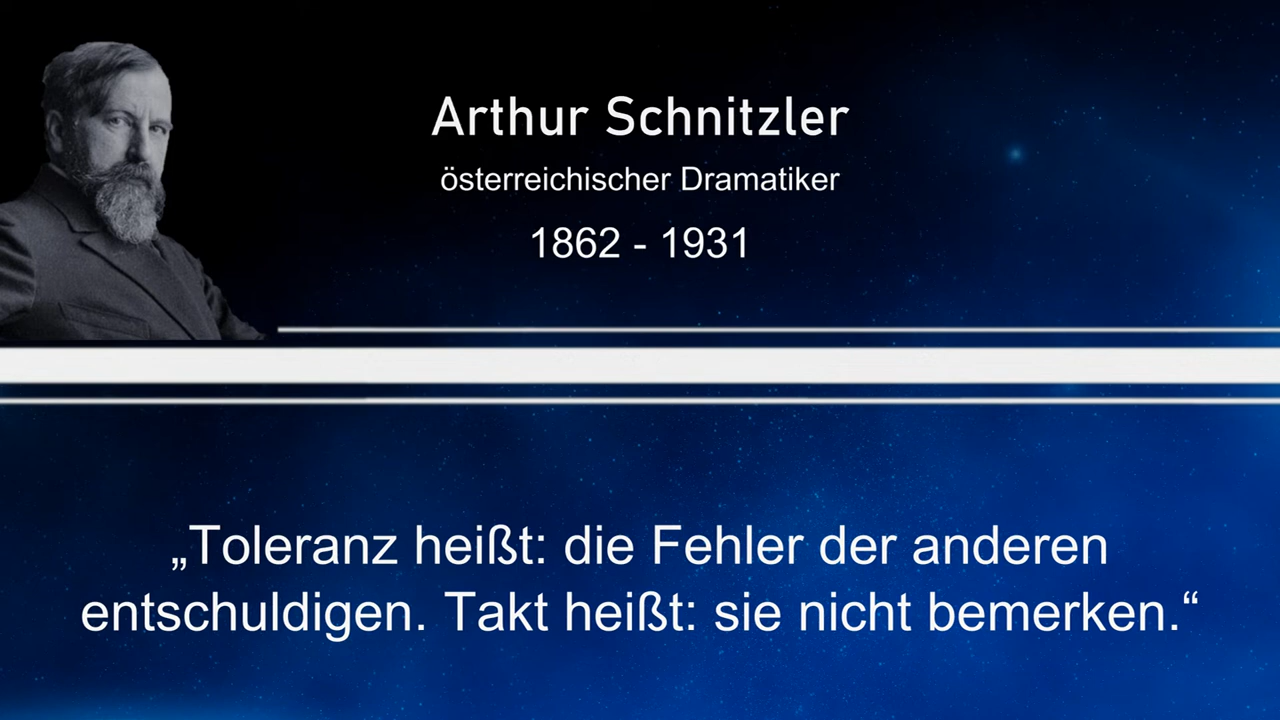 Arthur Schnitzler
österreichischer Dramatiker
1862 - 1931
„Toleranz heißt: die Fehler der anderen
entschuldigen. Takt heißt: sie nicht bemerken.“